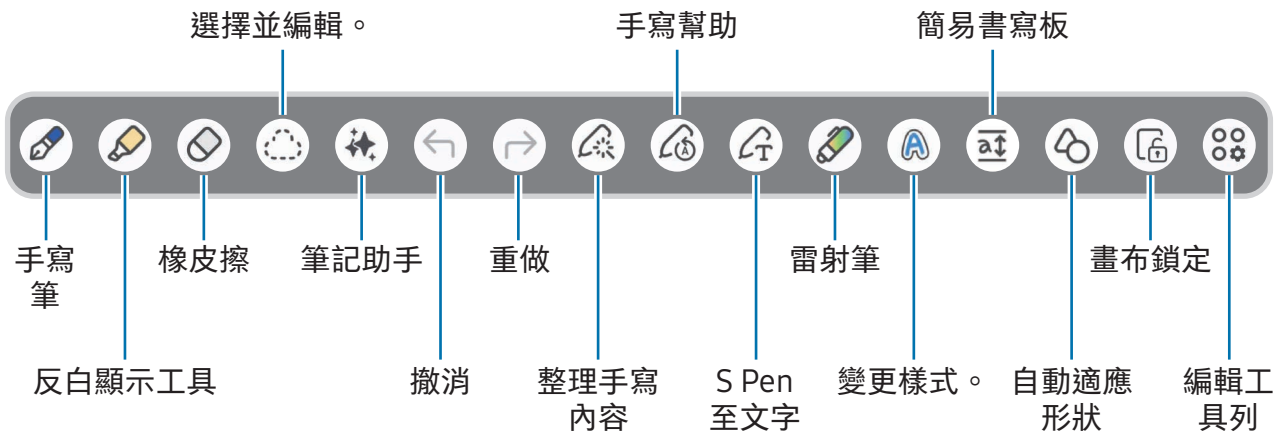 選擇並編輯。
手寫幫助
簡易書寫板
手寫
筆
橡皮擦
筆記助手
重做
雷射筆
畫布鎖定
反白顯示工具
撤消
整理手寫
內容
S Pen
至文字
變更樣式。
自動適應
形狀
編輯工
具列